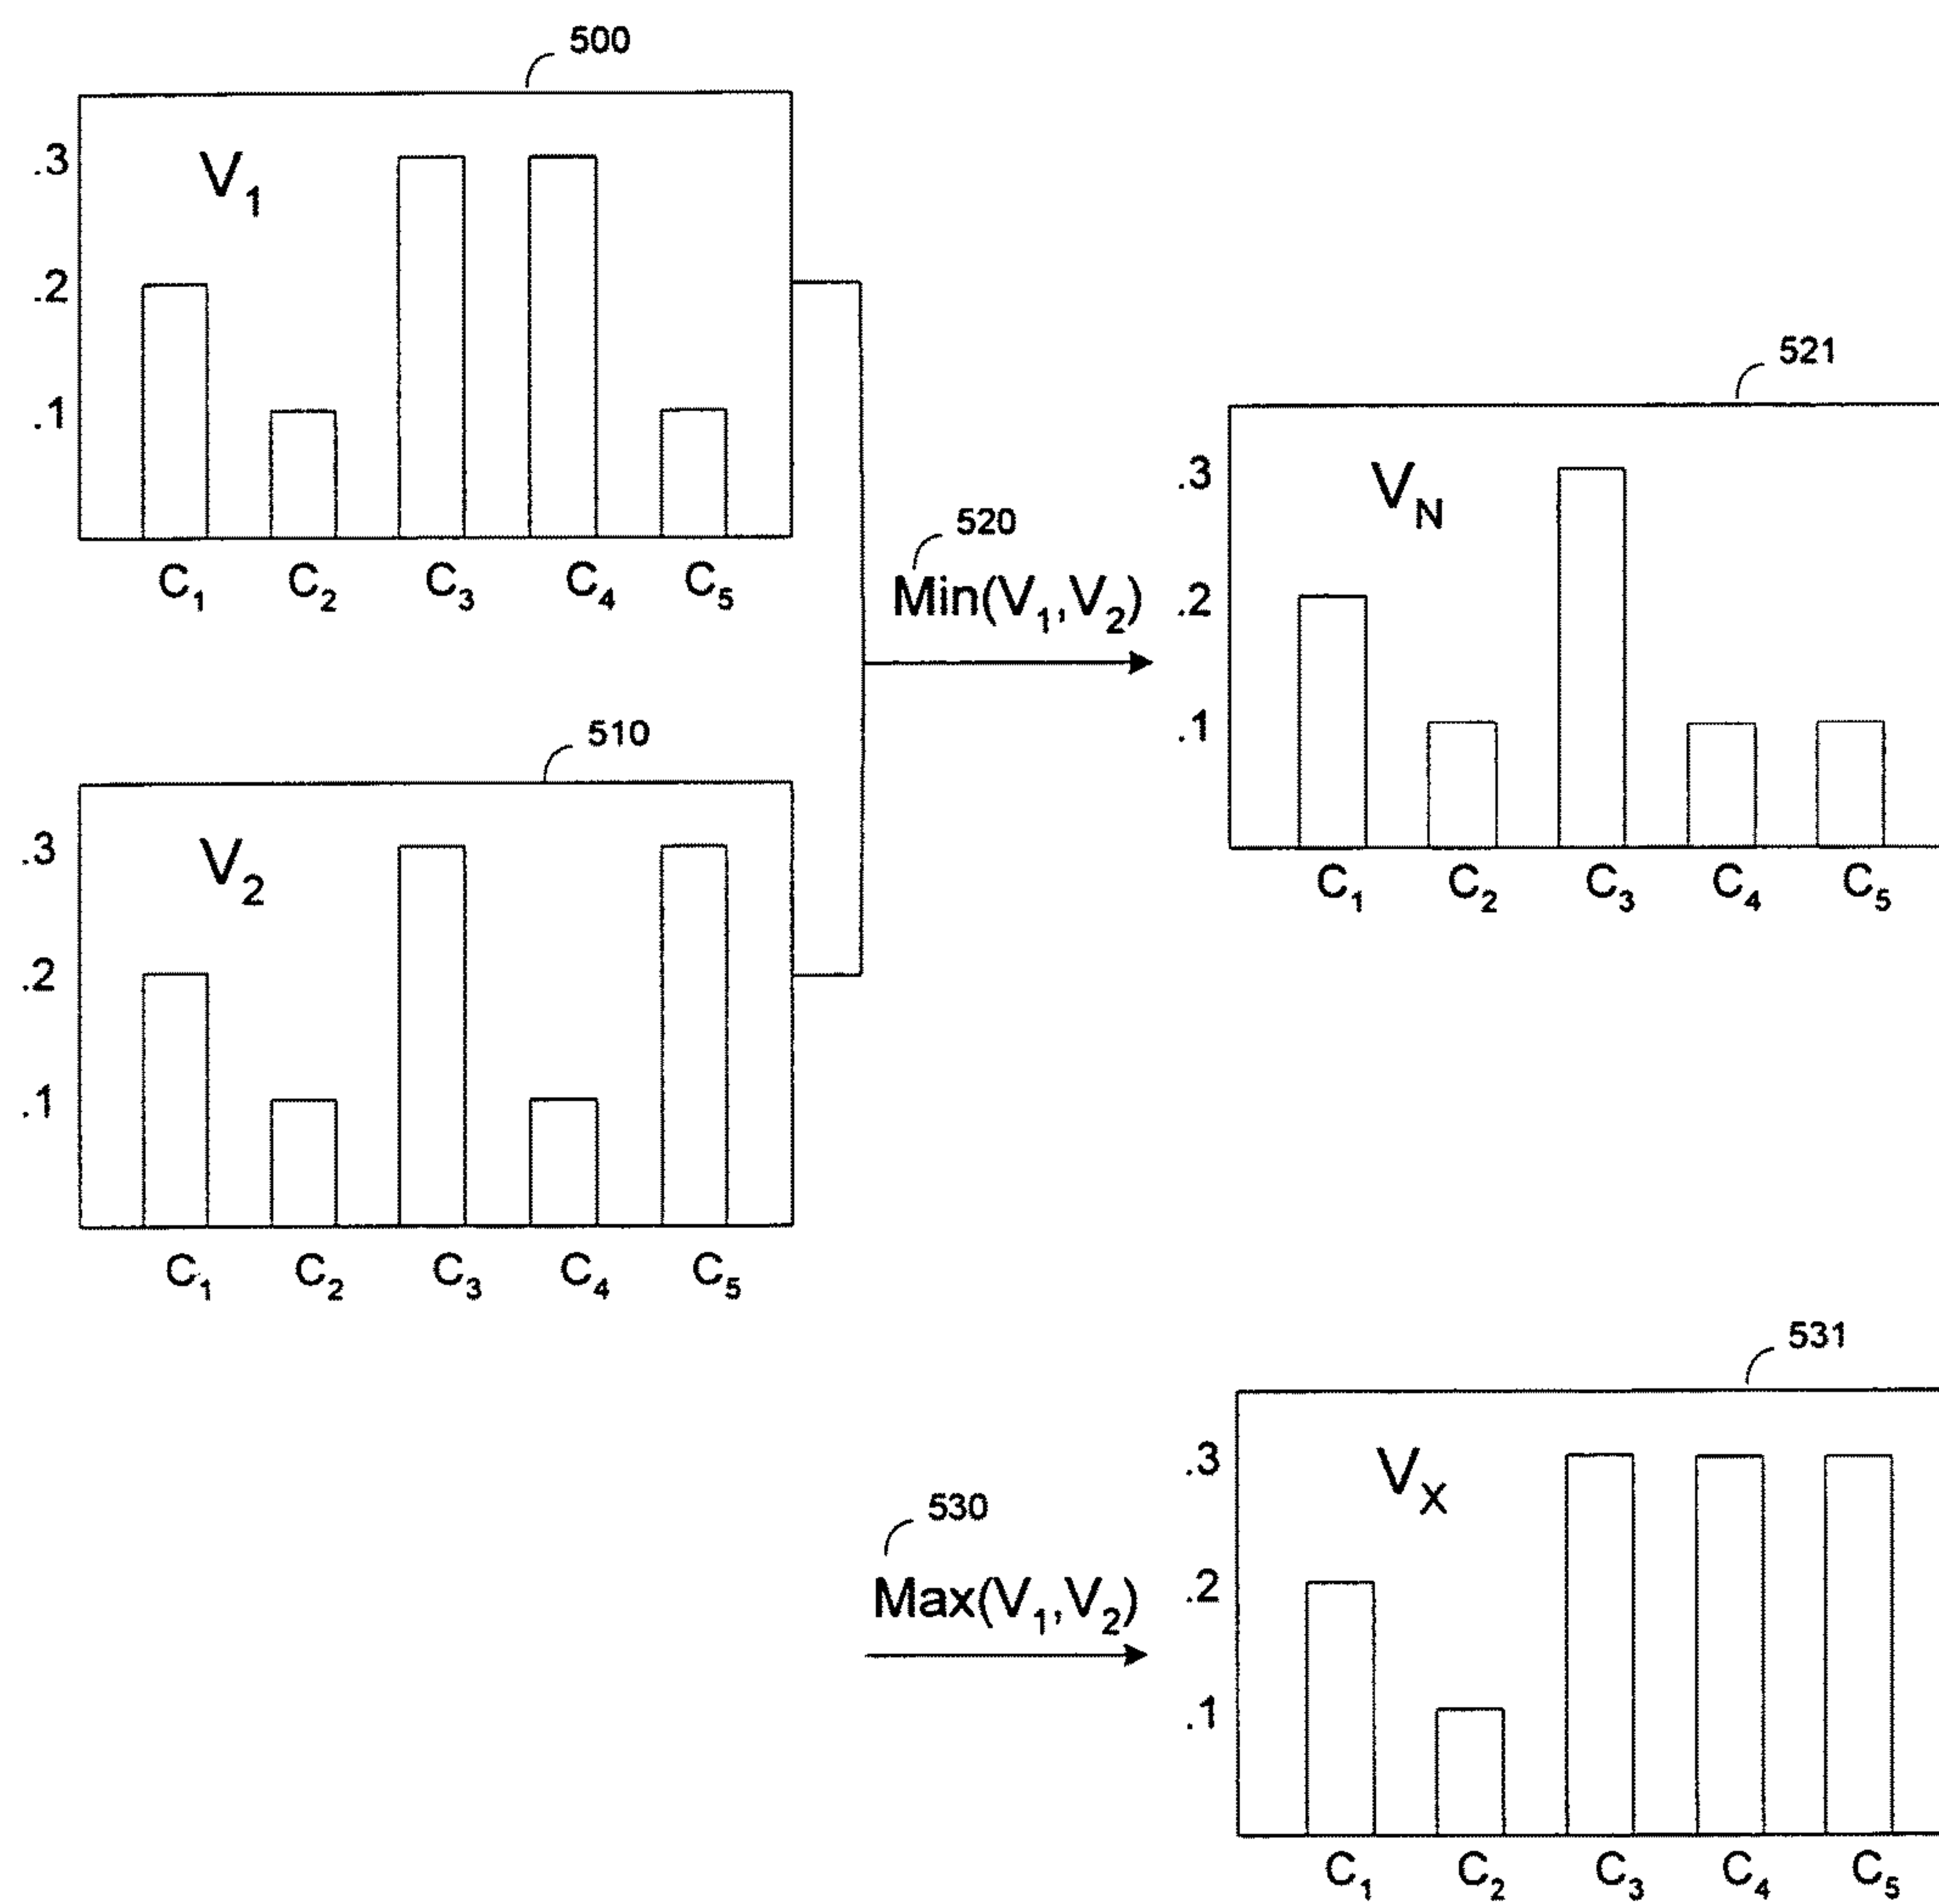 500
V1
.3
.2
.1
C1 C2 C3 C4 C5
510
V2
.3
.2
.1
C1 C2 C3 C4 C5
520
Min(V1,V2)
521
VN
.3
.2
.1
C1 C2 C3 C4 C5
530
Max(V1,V2)
531
VX
.3
.2
.1
C1 C2 C3 C4 C5